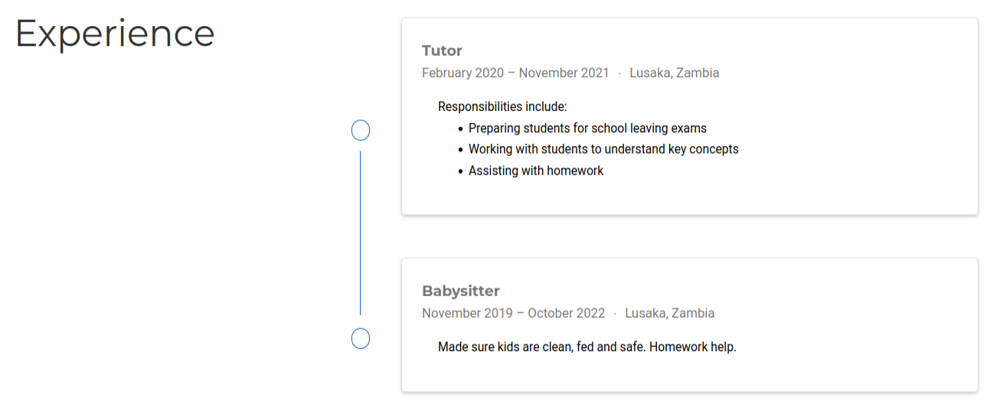 Experience
Tutor
February 2020 – November 2021 · Lusaka, Zambia
Responsibilities include:
• Preparing students for school leaving exams
• Working with students to understand key concepts
• Assisting with homework
Babysitter
November 2019 – October 2022 · Lusaka, Zambia
Made sure kids are clean, fed and safe. Homework help.